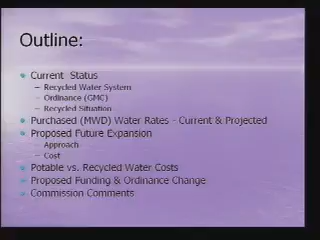 Outline:
Current Status
– Recycled Water System
– Ordinance (GMC)
– Recycled Situation
Purchased (MWD) Water Rates - Current & Projected
Proposed Future Expansion
– Approach
– Cost
Potable vs. Recycled Water Costs
Proposed Funding & Ordinance Change
Commission Comments